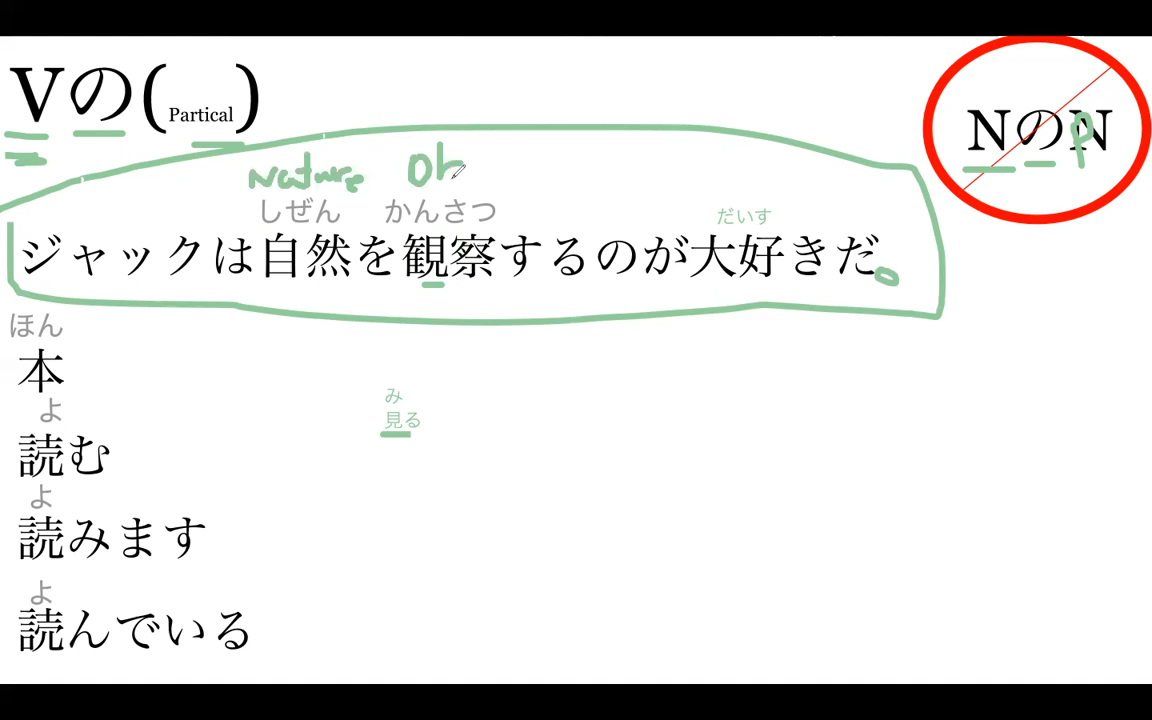 Vの(Partical)
NのN
P
Nature
しぜん かんさつ だいす
ジャックは自然を観察するのが大好きだ。
ほん
本
み
見る
よ
読む
よ
読みます
よ
読んでいる